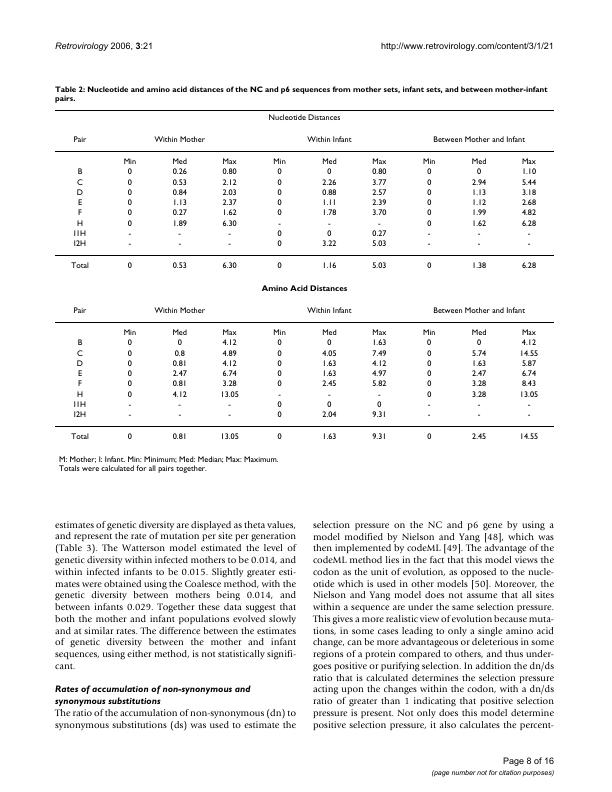 Retrovirology 2006, 3:21
http://www.retrovirology.com/content/3/1/21
Table 2: Nucleotide and amino acid distances of the NC and p6 sequences from mother sets, infant sets, and between mother-infant
pairs.
Nucleotide Distances
Pair Within Mother Within Infant Between Mother and Infant
Min Med Max Min Med Max Min Med Max
B 0 0.26 0.80 0 0 0.80 0 0 1.10
C 0 0.53 2.12 0 2.26 3.77 0 2.94 5.44
D 0 0.84 2.03 0 0.88 2.57 0 1.13 3.18
E 0 1.13 2.37 0 1.11 2.39 0 1.12 2.68
F 0 0.27 1.62 0 1.78 3.70 0 1.99 4.82
H 0 1.89 6.30 - - - 0 1.62 6.28
I1H - - - 0 0 0.27 - - -
I2H - - - 0 3.22 5.03 - - -
Total 0 0.53 6.30 0 1.16 5.03 0 1.38 6.28
Amino Acid Distances
Pair Within Mother Within Infant Between Mother and Infant
Min Med Max Min Med Max Min Med Max
B 0 0 4.12 0 0 1.63 0 0 4.12
C 0 0.8 4.89 0 4.05 7.49 0 5.74 14.55
D 0 0.81 4.12 0 1.63 4.12 0 1.63 5.87
E 0 2.47 6.74 0 1.63 4.97 0 2.47 6.74
F 0 0.81 3.28 0 2.45 5.82 0 3.28 8.43
H 0 4.12 13.05 - - - 0 3.28 13.05
I1H - - - 0 0 0 - - -
I2H - - - 0 2.04 9.31 - - -
Total 0 0.81 13.05 0 1.63 9.31 0 2.45 14.55
M: Mother; I: Infant. Min: Minimum; Med: Median; Max: Maximum.
Totals were calculated for all pairs together.
estimates of genetic diversity are displayed as theta values,
and represent the rate of mutation per site per generation
(Table 3). The Watterson model estimated the level of
genetic diversity within infected mothers to be 0.014, and
within infected infants to be 0.015. Slightly greater esti-
mates were obtained using the Coalesce method, with the
genetic diversity between mothers being 0.014, and
between infants 0.029. Together these data suggest that
both the mother and infant populations evolved slowly
and at similar rates. The difference between the estimates
of genetic diversity between the mother and infant
sequences, using either method, is not statistically signifi-
cant.
Rates of accumulation of non-synonymous and
synonymous substitutions
The ratio of the accumulation of non-synonymous (dn) to
synonymous substitutions (ds) was used to estimate the
selection pressure on the NC and p6 gene by using a
model modified by Nielson and Yang [48], which was
then implemented by codeML [49]. The advantage of the
codeML method lies in the fact that this model views the
codon as the unit of evolution, as opposed to the nucle-
otide which is used in other models [50]. Moreover, the
Nielson and Yang model does not assume that all sites
within a sequence are under the same selection pressure.
This gives a more realistic view of evolution because muta-
tions, in some cases leading to only a single amino acid
change, can be more advantageous or deleterious in some
regions of a protein compared to others, and thus under-
goes positive or purifying selection. In addition the dn/ds
ratio that is calculated determines the selection pressure
acting upon the changes within the codon, with a dn/ds
ratio of greater than 1 indicating that positive selection
pressure is present. Not only does this model determine
positive selection pressure, it also calculates the percent-
Page 8 of 16
(page number not for citation purposes)